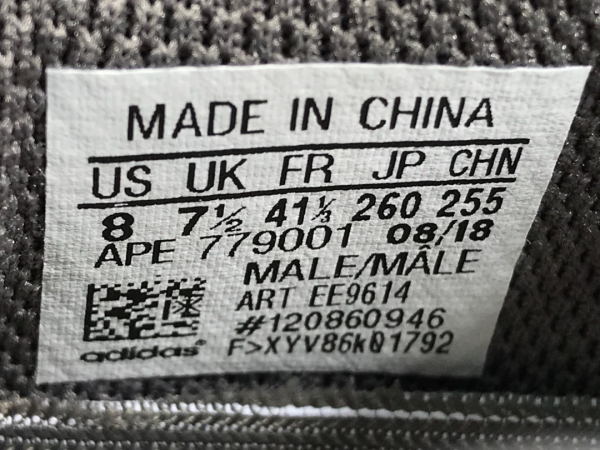 MADE IN CHINA
US UK FR JP CHN
8 7½ 41⅓ 260 255
APE 779001 08/18
MALE/MÂLE
ART EE9614
#120860946
F>XYV86k01792
adidas®